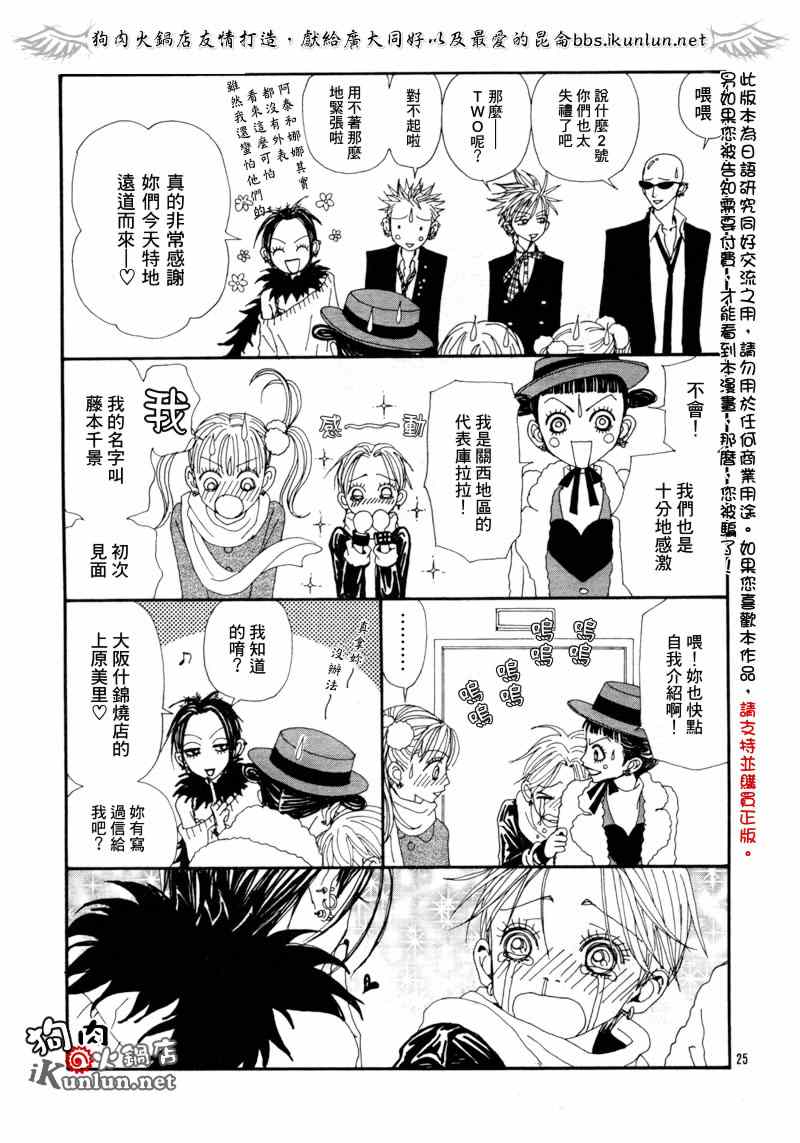 狗肉火鍋店友情打造，獻給廣大同好以及最愛的昆侖bbs.ikunlun.net
此版本為日語研究同好交流之用，請勿用於任何商業用途。如果您喜歡本作品，請支持並購買正版。
另如果您被告知需要付費，才能看到本漫畫，那麼，您被騙了！
喂喂
說什麼2號
你們也太
失禮了吧
那麼—
TWO呢？
對不起啦
用不著那麼
地緊張啦
阿泰和娜娜其實
都沒有外表
看來這麼可怕
雖然我還蠻怕他們的
真的非常感謝
妳們今天特地
遠道而來—♡
不會！
我們也是
十分地感激
我是關西地區的
代表庫拉拉！
感～～動
我
我的名字叫
藤本千景
初次
見面
喂！妳也快點
自我介紹啊！
嗚嗚
嗚嗚
嗚嗚
嗚
……
真拿妳
沒辦法～
我知道
的唷？
♪
大阪什錦燒店的
上原美里♡
妳有寫
過信給
我吧？
25
狗肉
火鍋店
iKunlun.net